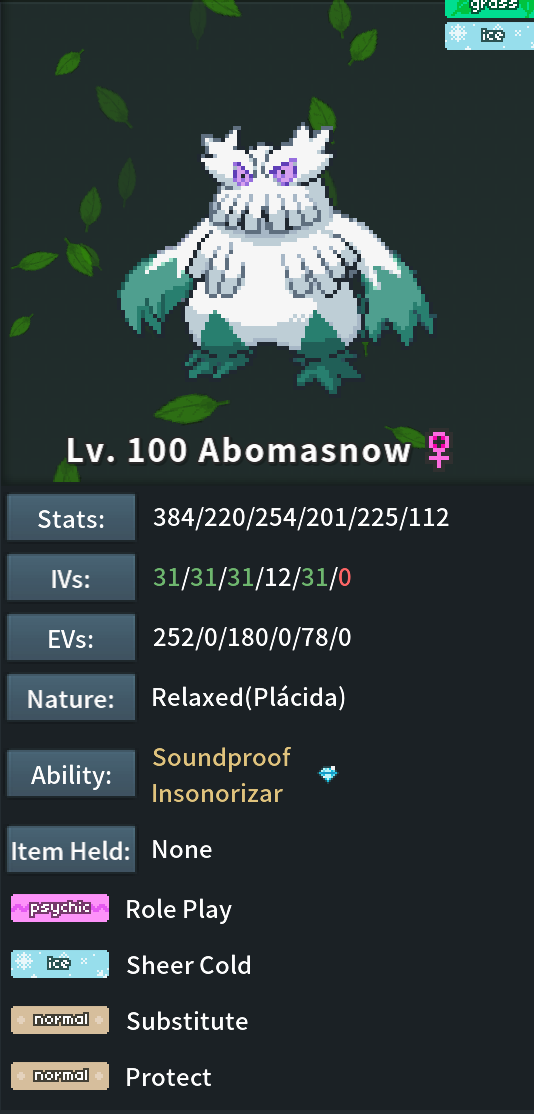 grass
ice
Lv. 100 Abomasnow ♀
Stats: 384/220/254/201/225/112
IVs: 31/31/31/12/31/0
EVs: 252/0/180/0/78/0
Nature: Relaxed(Plácida)
Ability: Soundproof
Insonorizar
Item Held: None
psychic Role Play
ice Sheer Cold
normal Substitute
normal Protect